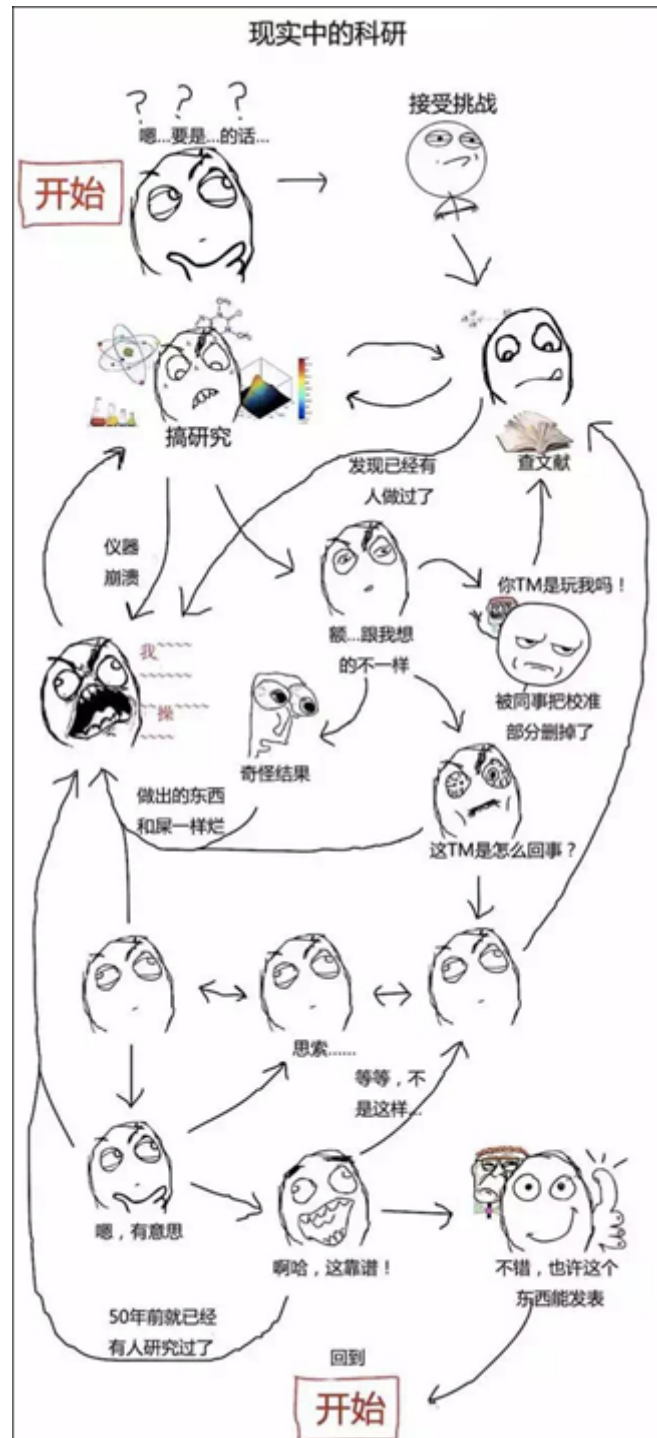 现实中的科研
? ? ?
嗯...要是...的话...
接受挑战
开始
搞研究
查文献
发现已经有
人做过了
仪器
崩溃
你TM是玩我吗！
额...跟我想
的不一样
我
操
被同事把校准
部分删掉了
奇怪结果
做出的东西
和屎一样烂
这TM是怎么回事？
思索......
等等，不
是这样...
嗯，有意思
啊哈，这靠谱！
不错，也许这个
东西能发表
50年前就已经
有人研究过了
回到
开始